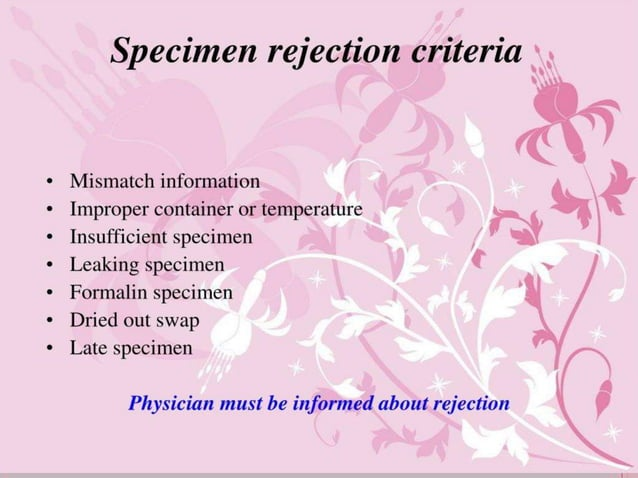 Specimen rejection criteria
• Mismatch information
• Improper container or temperature
• Insufficient specimen
• Leaking specimen
• Formalin specimen
• Dried out swap
• Late specimen
Physician must be informed about rejection